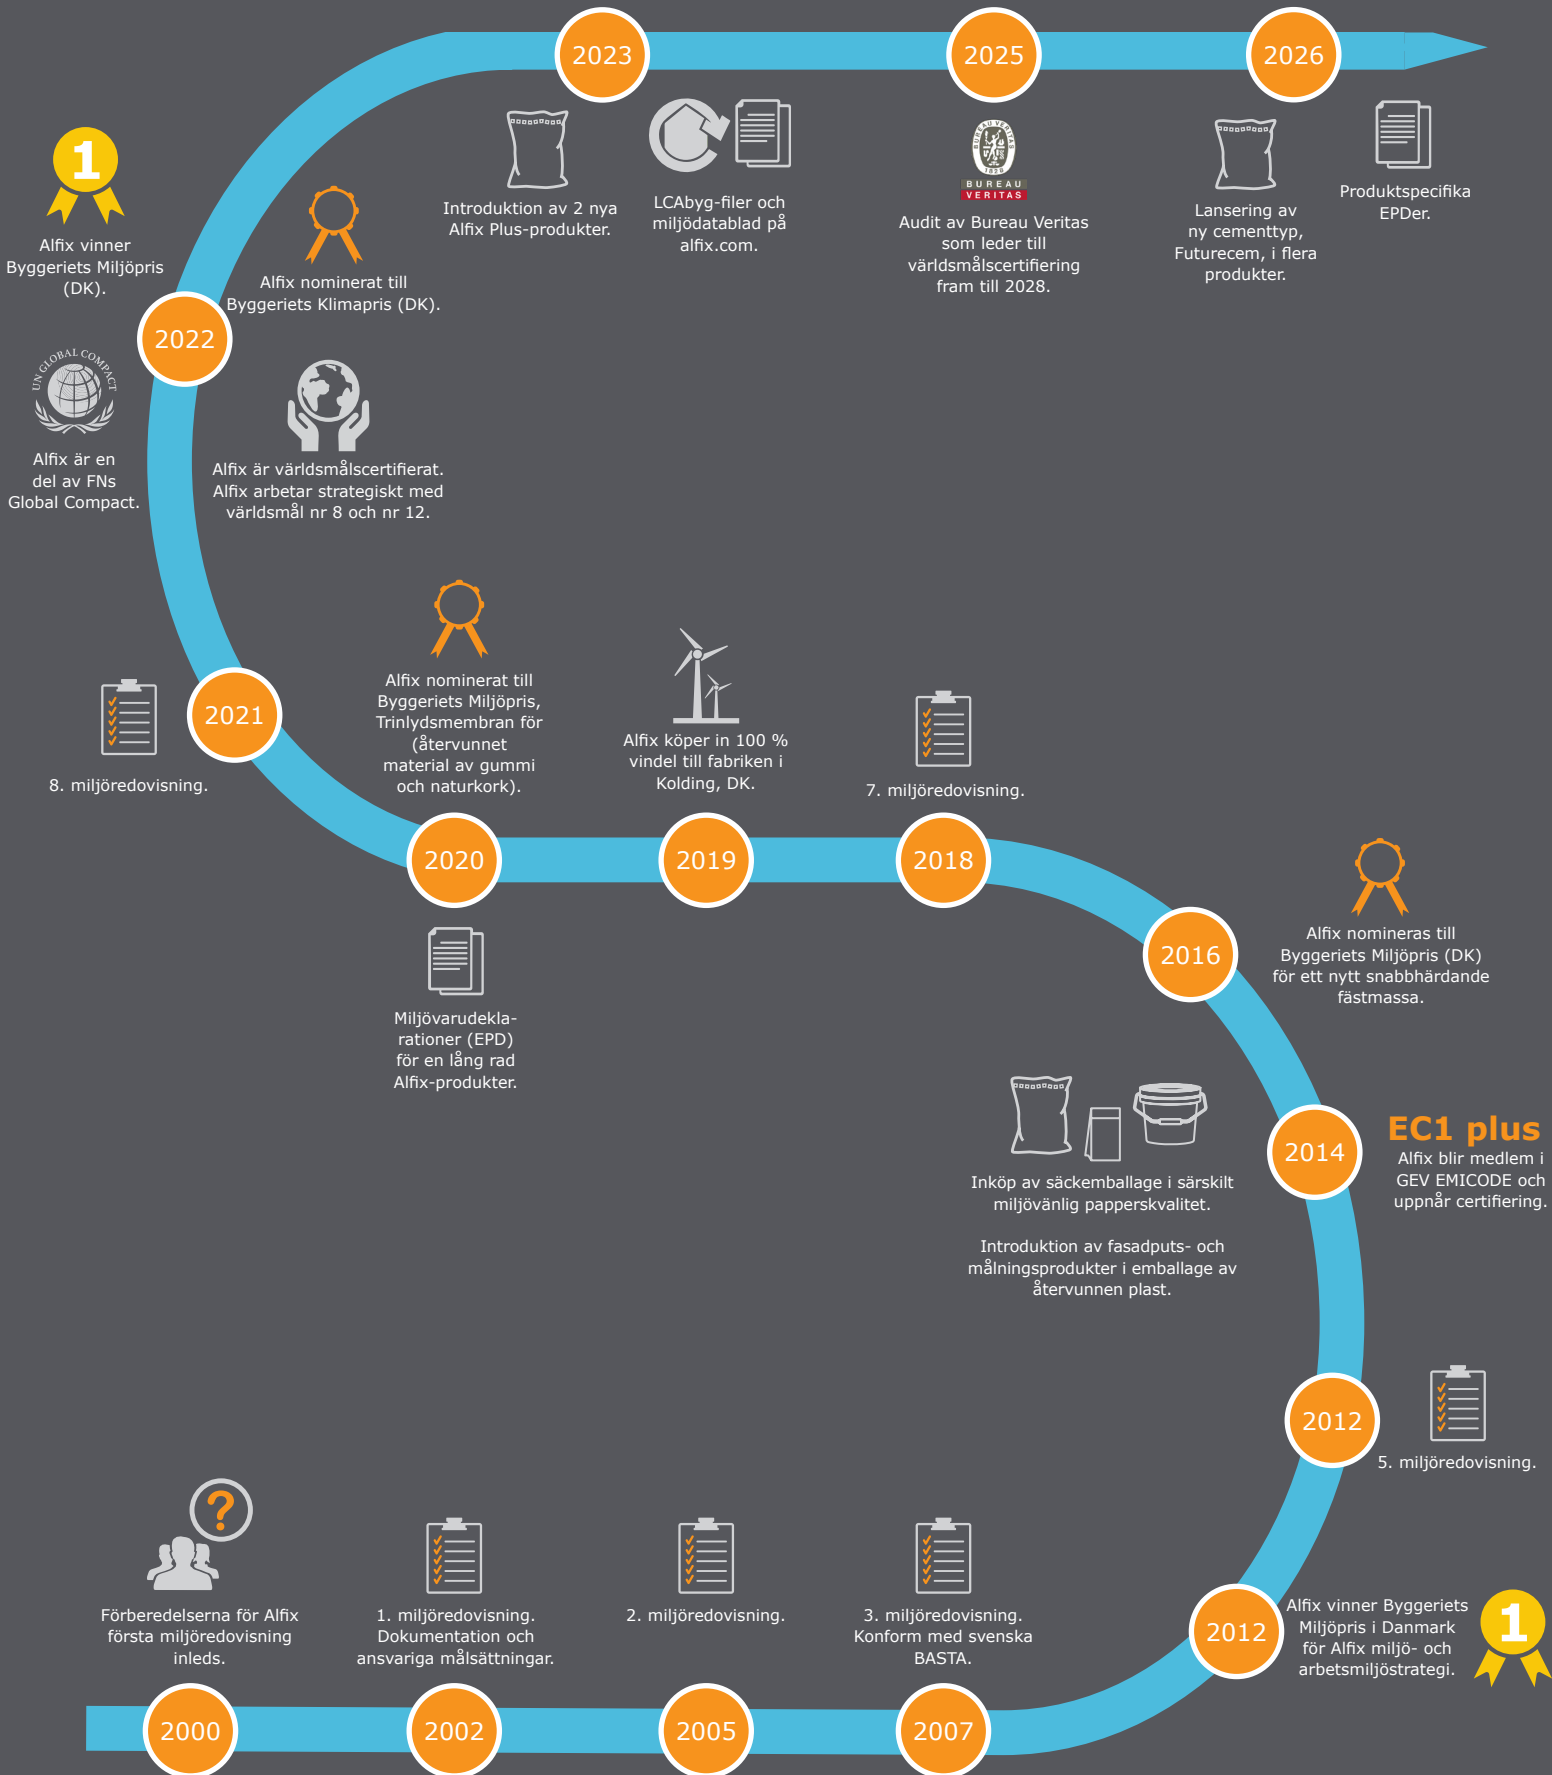 2023
2025
2026
Introduktion av 2 nya
Alfix Plus-produkter.
LCAbyg-filer och
miljödatablad på
alfix.com.
BUREAU VERITAS
1828
BUREAU
VERITAS
Audit av Bureau Veritas
som leder till
världsmålscertifiering
fram till 2028.
Lansering av
ny cementtyp,
Futurecem, i flera
produkter.
Produktspecifika
EPDer.
1
Alfix vinner
Byggeriets Miljöpris
(DK).
Alfix nominerat till
Byggeriets Klimapris (DK).
2022
UN GLOBAL COMPACT
Alfix är en
del av FNs
Global Compact.
Alfix är världsmålscertifierat.
Alfix arbetar strategiskt med
världsmål nr 8 och nr 12.
2021
8. miljöredovisning.
Alfix nominerat till
Byggeriets Miljöpris,
Trinlydsmembran för
(återvunnet
material av gummi
och naturkork).
Alfix köper in 100 %
vindel till fabriken i
Kolding, DK.
7. miljöredovisning.
2020
2019
2018
Miljövarudekla-
rationer (EPD)
för en lång rad
Alfix-produkter.
2016
Alfix nomineras till
Byggeriets Miljöpris (DK)
för ett nytt snabbhärdande
fästmassa.
Inköp av säckemballage i särskilt
miljövänlig papperskvalitet.
Introduktion av fasadputs- och
målningsprodukter i emballage av
återvunnen plast.
2014
EC1 plus
Alfix blir medlem i
GEV EMICODE och
uppnår certifiering.
2012
5. miljöredovisning.
?
Förberedelserna för Alfix
första miljöredovisning
inleds.
1. miljöredovisning.
Dokumentation och
ansvariga målsättningar.
2. miljöredovisning.
3. miljöredovisning.
Konform med svenska
BASTA.
2012
Alfix vinner Byggeriets
Miljöpris i Danmark
för Alfix miljö- och
arbetsmiljöstrategi.
1
2000
2002
2005
2007